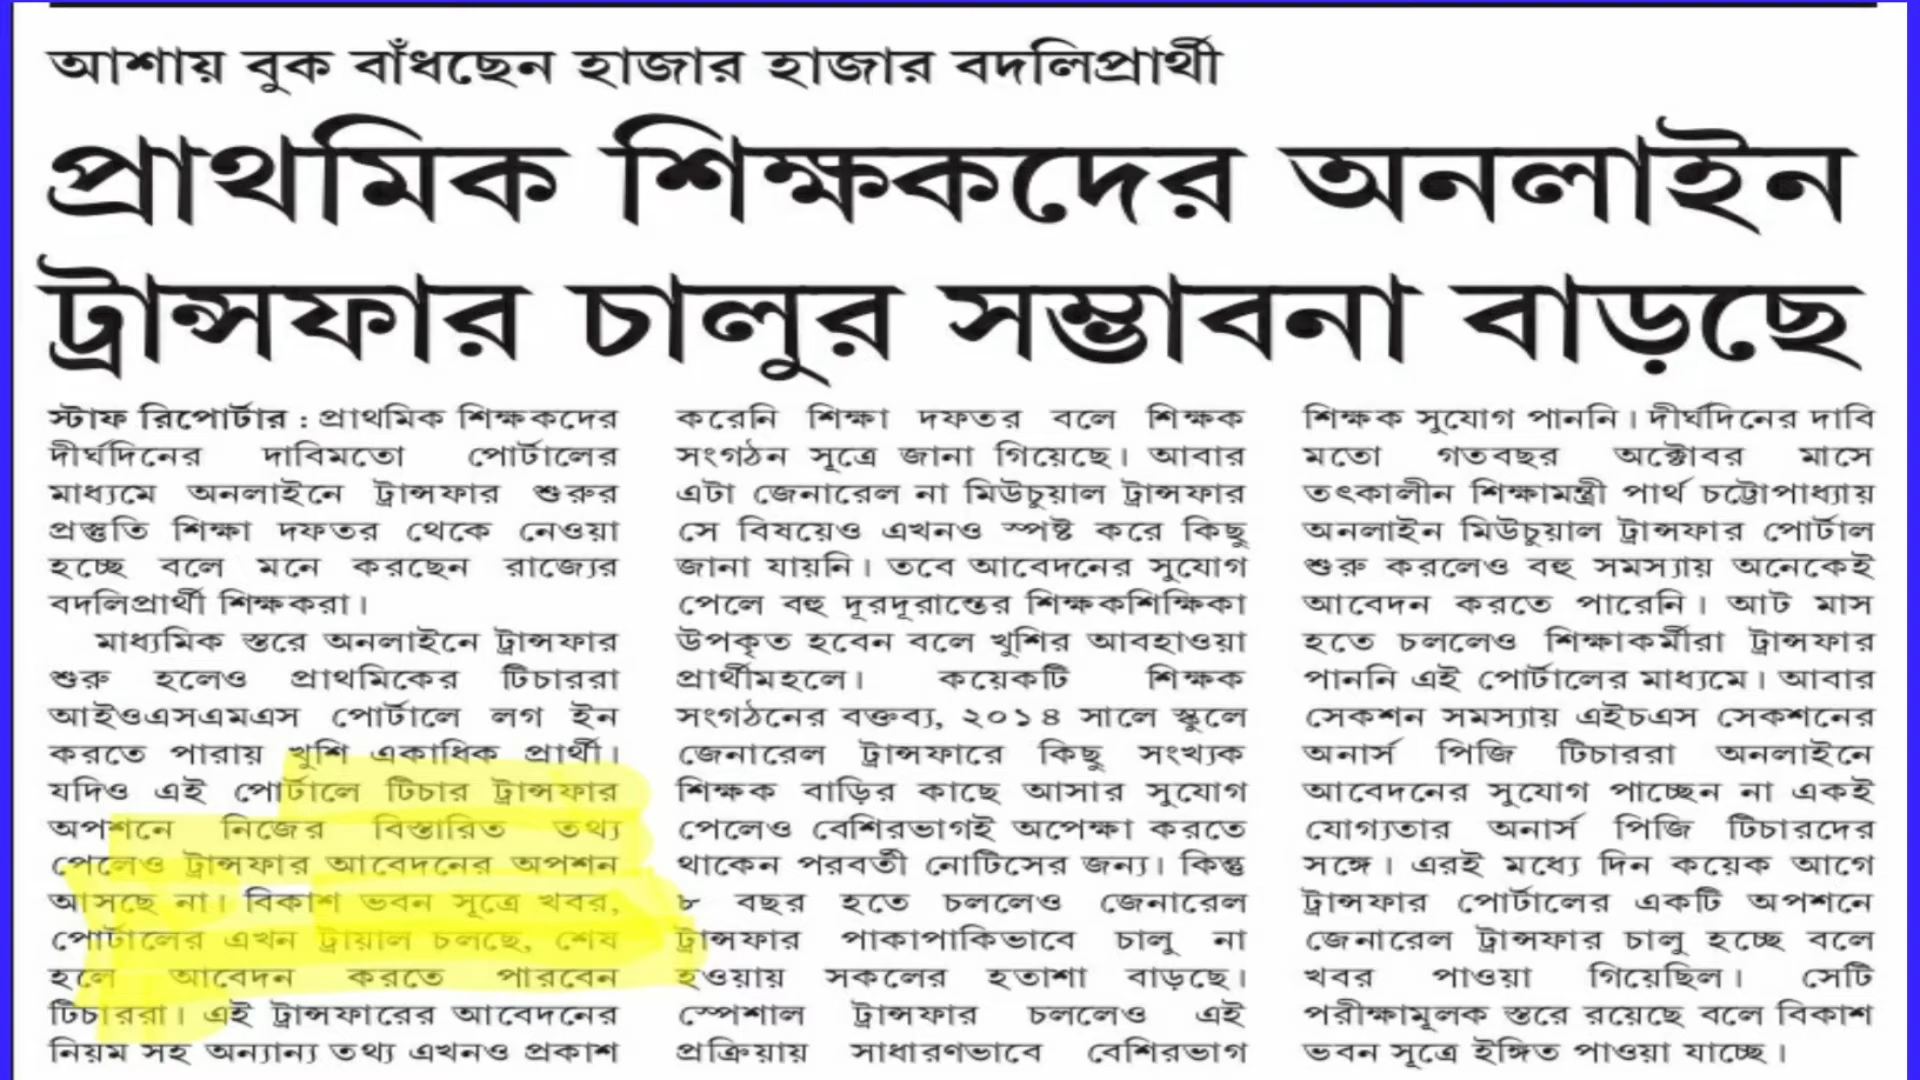 আশায় বুক বাঁধছেন হাজার হাজার বদলিপ্রার্থী
প্রাথমিক শিক্ষকদের অনলাইন
ট্রান্সফার চালুর সম্ভাবনা বাড়ছে
স্টাফ রিপোর্টার : প্রাথমিক শিক্ষকদের
দীর্ঘদিনের দাবিমতো পোর্টালের
মাধ্যমে অনলাইনে ট্রান্সফার শুরুর
প্রস্তুতি শিক্ষা দফতর থেকে নেওয়া
হচ্ছে বলে মনে করছেন রাজ্যের
বদলিপ্রার্থী শিক্ষকরা।
মাধ্যমিক স্তরে অনলাইনে ট্রান্সফার
শুরু হলেও প্রাথমিকের টিচাররা
আইওএসএমএস পোর্টালে লগ ইন
করতে পারায় খুশি একাধিক প্রার্থী।
যদিও এই পোর্টালে টিচার ট্রান্সফার
অপশনে নিজের বিস্তারিত তথ্য
পেলেও ট্রান্সফার আবেদনের অপশন
আসছে না। বিকাশ ভবন সূত্রে খবর,
পোর্টালের এখন ট্রায়াল চলছে, শেষ
হলে আবেদন করতে পারবেন
টিচাররা। এই ট্রান্সফারের আবেদনের
নিয়ম সহ অন্যান্য তথ্য এখনও প্রকাশ
করেনি শিক্ষা দফতর বলে শিক্ষক
সংগঠন সূত্রে জানা গিয়েছে। আবার
এটা জেনারেল না মিউচুয়াল ট্রান্সফার
সে বিষয়েও এখনও স্পষ্ট করে কিছু
জানা যায়নি। তবে আবেদনের সুযোগ
পেলে বহু দূরদূরান্তের শিক্ষকশিক্ষিকা
উপকৃত হবেন বলে খুশির আবহাওয়া
প্রার্থীমহলে। কয়েকটি শিক্ষক
সংগঠনের বক্তব্য, ২০১৪ সালে স্কুলে
জেনারেল ট্রান্সফারে কিছু সংখ্যক
শিক্ষক বাড়ির কাছে আসার সুযোগ
পেলেও বেশিরভাগই অপেক্ষা করতে
থাকেন পরবর্তী নোটিসের জন্য। কিন্তু
৮ বছর হতে চললেও জেনারেল
ট্রান্সফার পাকাপাকিভাবে চালু না
হওয়ায় সকলের হতাশা বাড়ছে।
স্পেশাল ট্রান্সফার চললেও এই
প্রক্রিয়ায় সাধারণভাবে বেশিরভাগ
শিক্ষক সুযোগ পাননি। দীর্ঘদিনের দাবি
মতো গতবছর অক্টোবর মাসে
তৎকালীন শিক্ষামন্ত্রী পার্থ চট্টোপাধ্যায়
অনলাইন মিউচুয়াল ট্রান্সফার পোর্টাল
শুরু করলেও বহু সমস্যায় অনেকেই
আবেদন করতে পারেনি। আট মাস
হতে চললেও শিক্ষাকর্মীরা ট্রান্সফার
পাননি এই পোর্টালের মাধ্যমে। আবার
সেকশন সমস্যায় এইচএস সেকশনের
অনার্স পিজি টিচাররা অনলাইনে
আবেদনের সুযোগ পাচ্ছেন না একই
যোগ্যতার অনার্স পিজি টিচারদের
সঙ্গে। এরই মধ্যে দিন কয়েক আগে
ট্রান্সফার পোর্টালের একটি অপশনে
জেনারেল ট্রান্সফার চালু হচ্ছে বলে
খবর পাওয়া গিয়েছিল। সেটি
পরীক্ষামূলক স্তরে রয়েছে বলে বিকাশ
ভবন সূত্রে ইঙ্গিত পাওয়া যাচ্ছে।